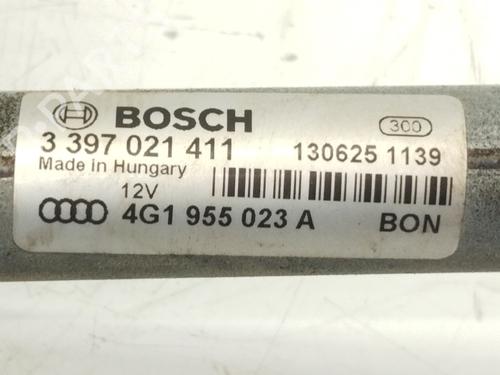 BOSCH
300
3 397 021 411
130625 1139
Made in Hungary
12V
4G1 955 023 A
BON